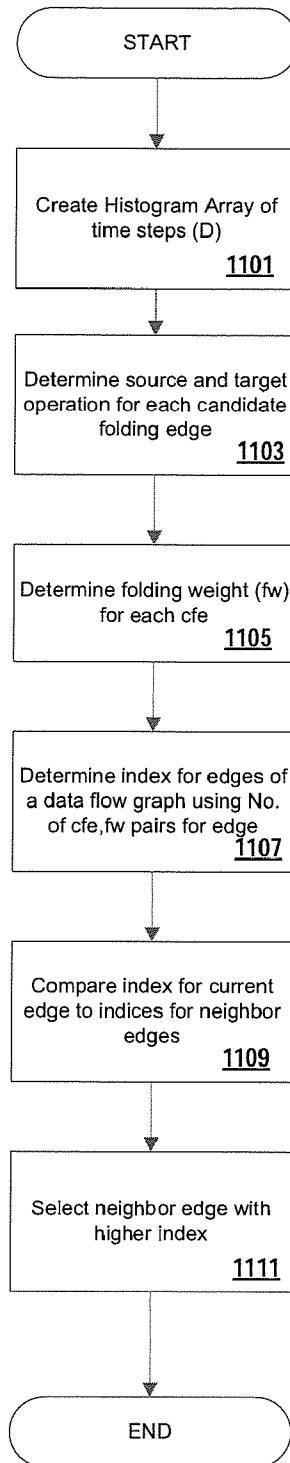 START
Create Histogram Array of
time steps (D)
1101
Determine source and target
operation for each candidate
folding edge
1103
Determine folding weight (fw)
for each cfe
1105
Determine index for edges of
a data flow graph using No.
of cfe,fw pairs for edge
1107
Compare index for current
edge to indices for neighbor
edges
1109
Select neighbor edge with
higher index
1111
END